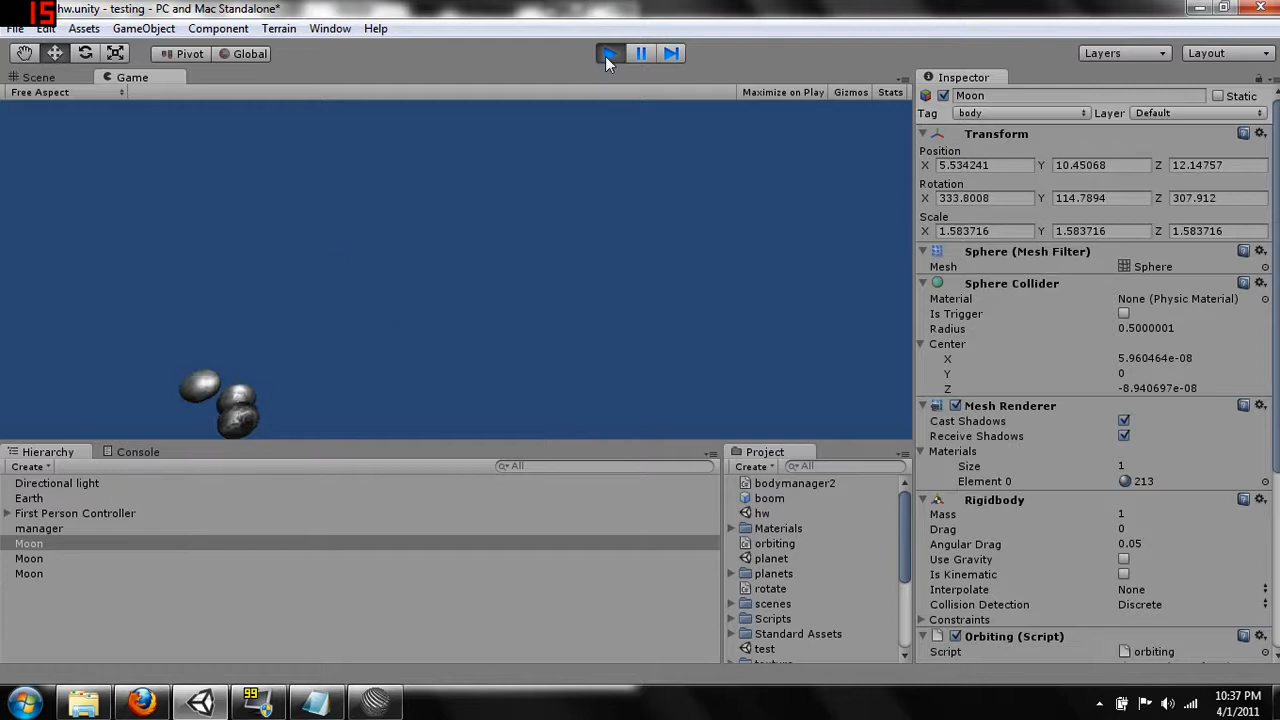 15
hw.unity - testing - PC and Mac Standalone*
File Edit Assets GameObject Component Terrain Window Help
Pivot Global Layers Layout
Scene Game
Free Aspect Maximize on Play Gizmos Stats
Inspector
Moon Static
Tag body Layer Default
Transform
Position
X 5.534241 Y 10.45068 Z 12.14757
Rotation
X 333.8008 Y 114.7894 Z 307.912
Scale
X 1.583716 Y 1.583716 Z 1.583716
Sphere (Mesh Filter)
Mesh Sphere
Sphere Collider
Material None (Physic Material)
Is Trigger
Radius 0.5000001
Center
X 5.960464e-08
Y 0
Z -8.940697e-08
Mesh Renderer
Cast Shadows
Receive Shadows
Materials
Size 1
Element 0 213
Rigidbody
Mass 1
Drag 0
Angular Drag 0.05
Use Gravity
Is Kinematic
Interpolate None
Collision Detection Discrete
Constraints
Orbiting (Script)
Script orbiting
Hierarchy Console
Create All
Directional light
Earth
First Person Controller
manager
Moon
Moon
Moon
Project
Create All
bodymanager2
boom
hw
Materials
orbiting
planet
planets
rotate
scenes
Scripts
Standard Assets
test
texture
99
10:37 PM
4/1/2011